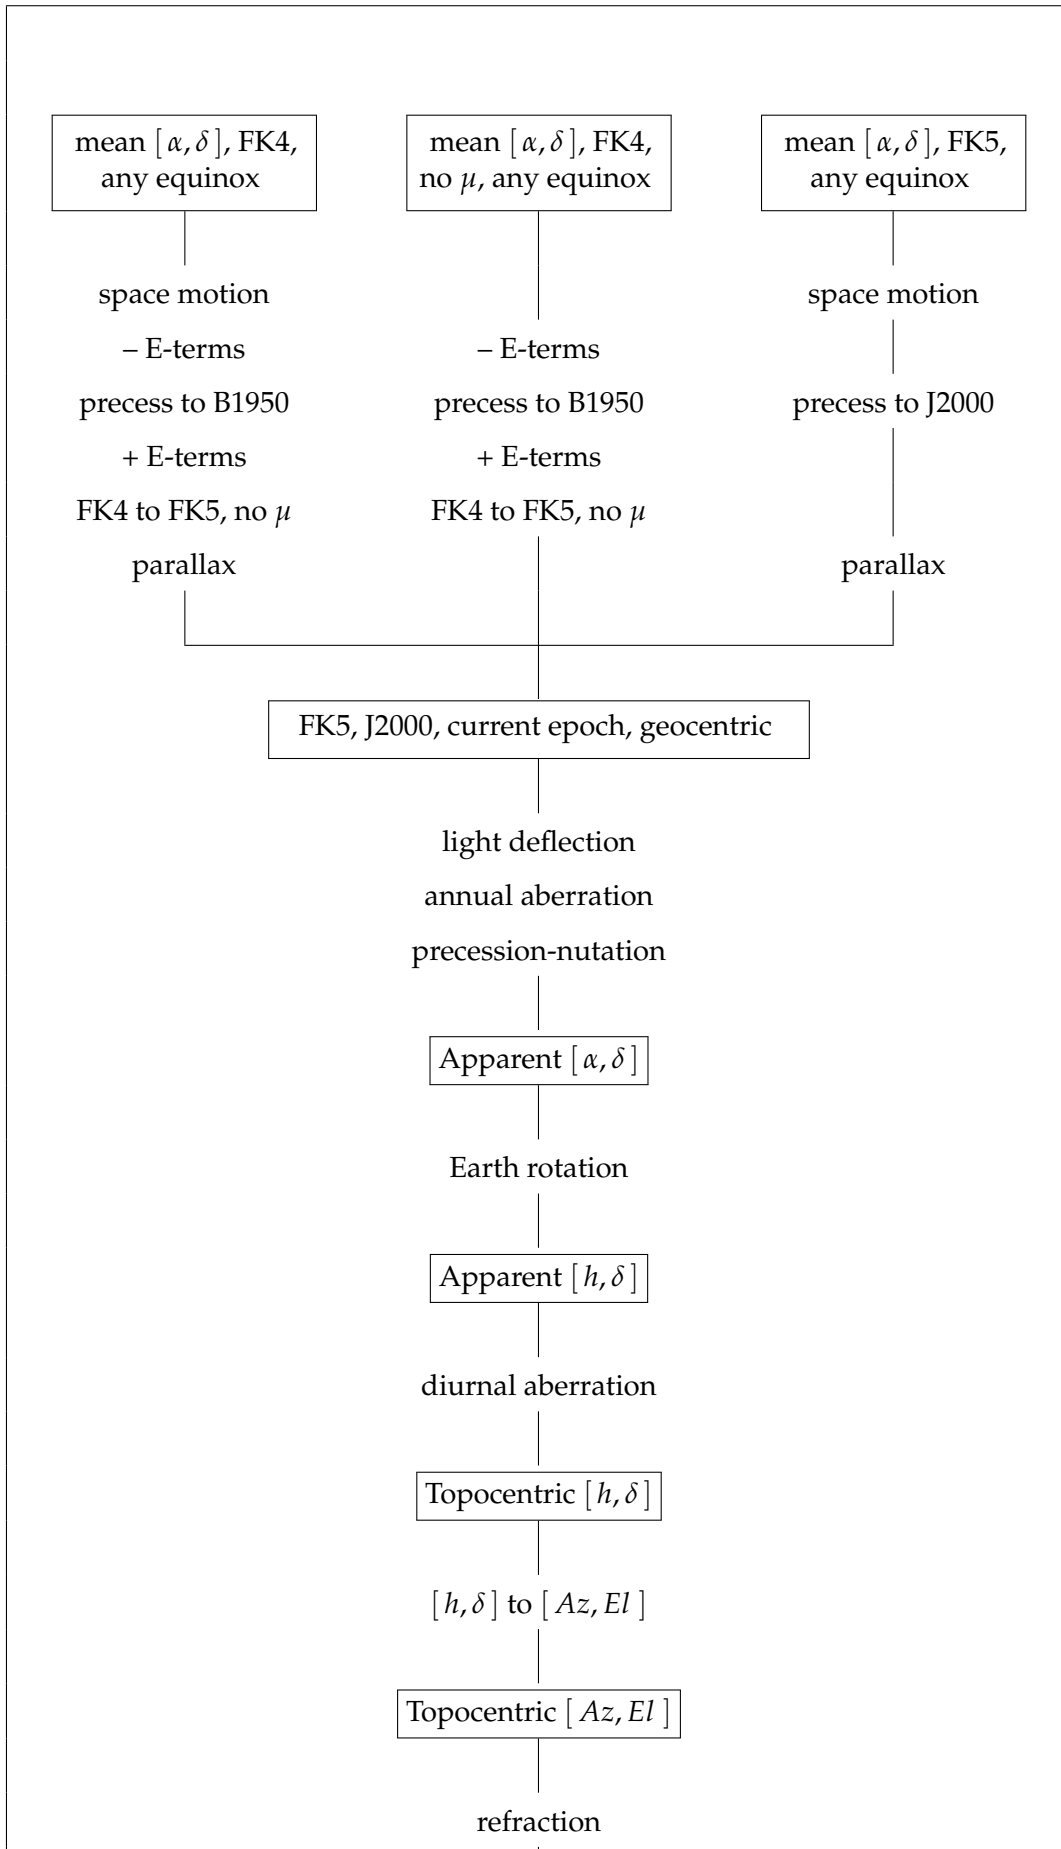 mean [ α, δ ], FK4,
any equinox
mean [ α, δ ], FK4,
no μ, any equinox
mean [ α, δ ], FK5,
any equinox
space motion
– E-terms
precess to B1950
+ E-terms
FK4 to FK5, no μ
parallax
– E-terms
precess to B1950
+ E-terms
FK4 to FK5, no μ
space motion
precess to J2000
parallax
FK5, J2000, current epoch, geocentric
light deflection
annual aberration
precession-nutation
Apparent [ α, δ ]
Earth rotation
Apparent [ h, δ ]
diurnal aberration
Topocentric [ h, δ ]
[ h, δ ] to [ Az, El ]
Topocentric [ Az, El ]
refraction